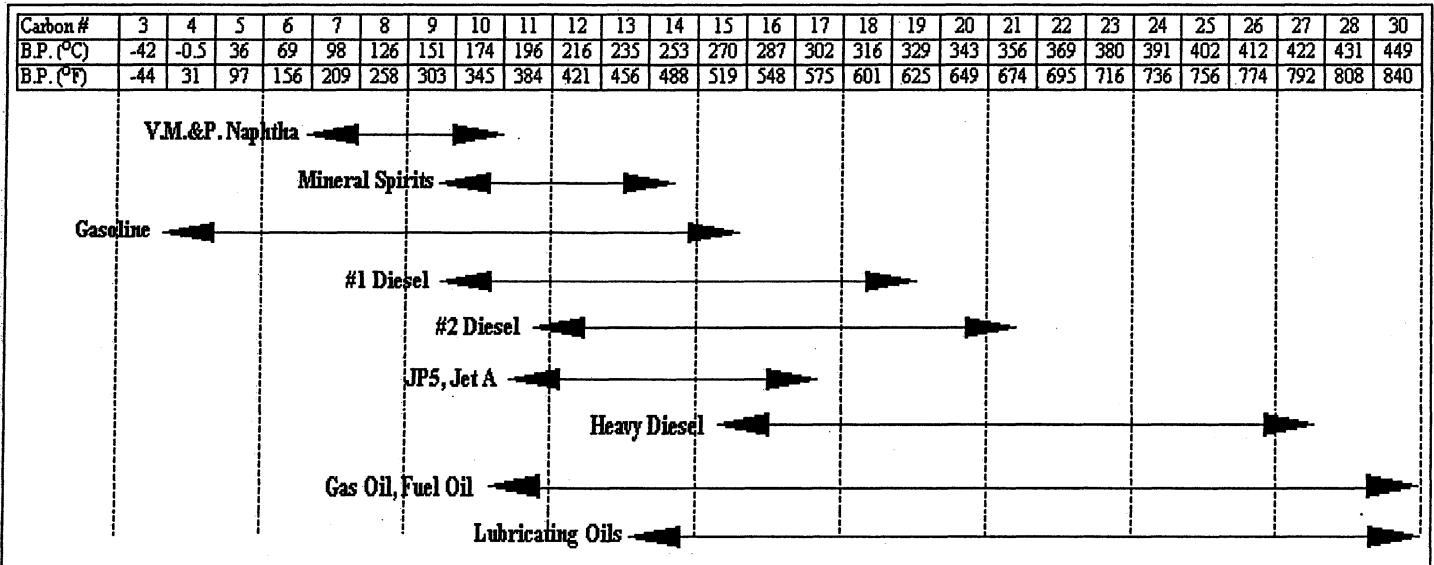 Carbon # 3 4 5 6 7 8 9 10 11 12 13 14 15 16 17 18 19 20 21 22 23 24 25 26 27 28 30
B.P. (°C) -42 -0.5 36 69 98 126 151 174 196 216 235 253 270 287 302 316 329 343 356 369 380 391 402 412 422 431 449
B.P. (°F) -44 31 97 156 209 258 303 345 384 421 456 488 519 548 575 601 625 649 674 695 716 736 756 774 792 808 840
V.M.&P. Naphtha
Mineral Spirits
Gasoline
#1 Diesel
#2 Diesel
JP5, Jet A
Heavy Diesel
Gas Oil, Fuel Oil
Lubricating Oils